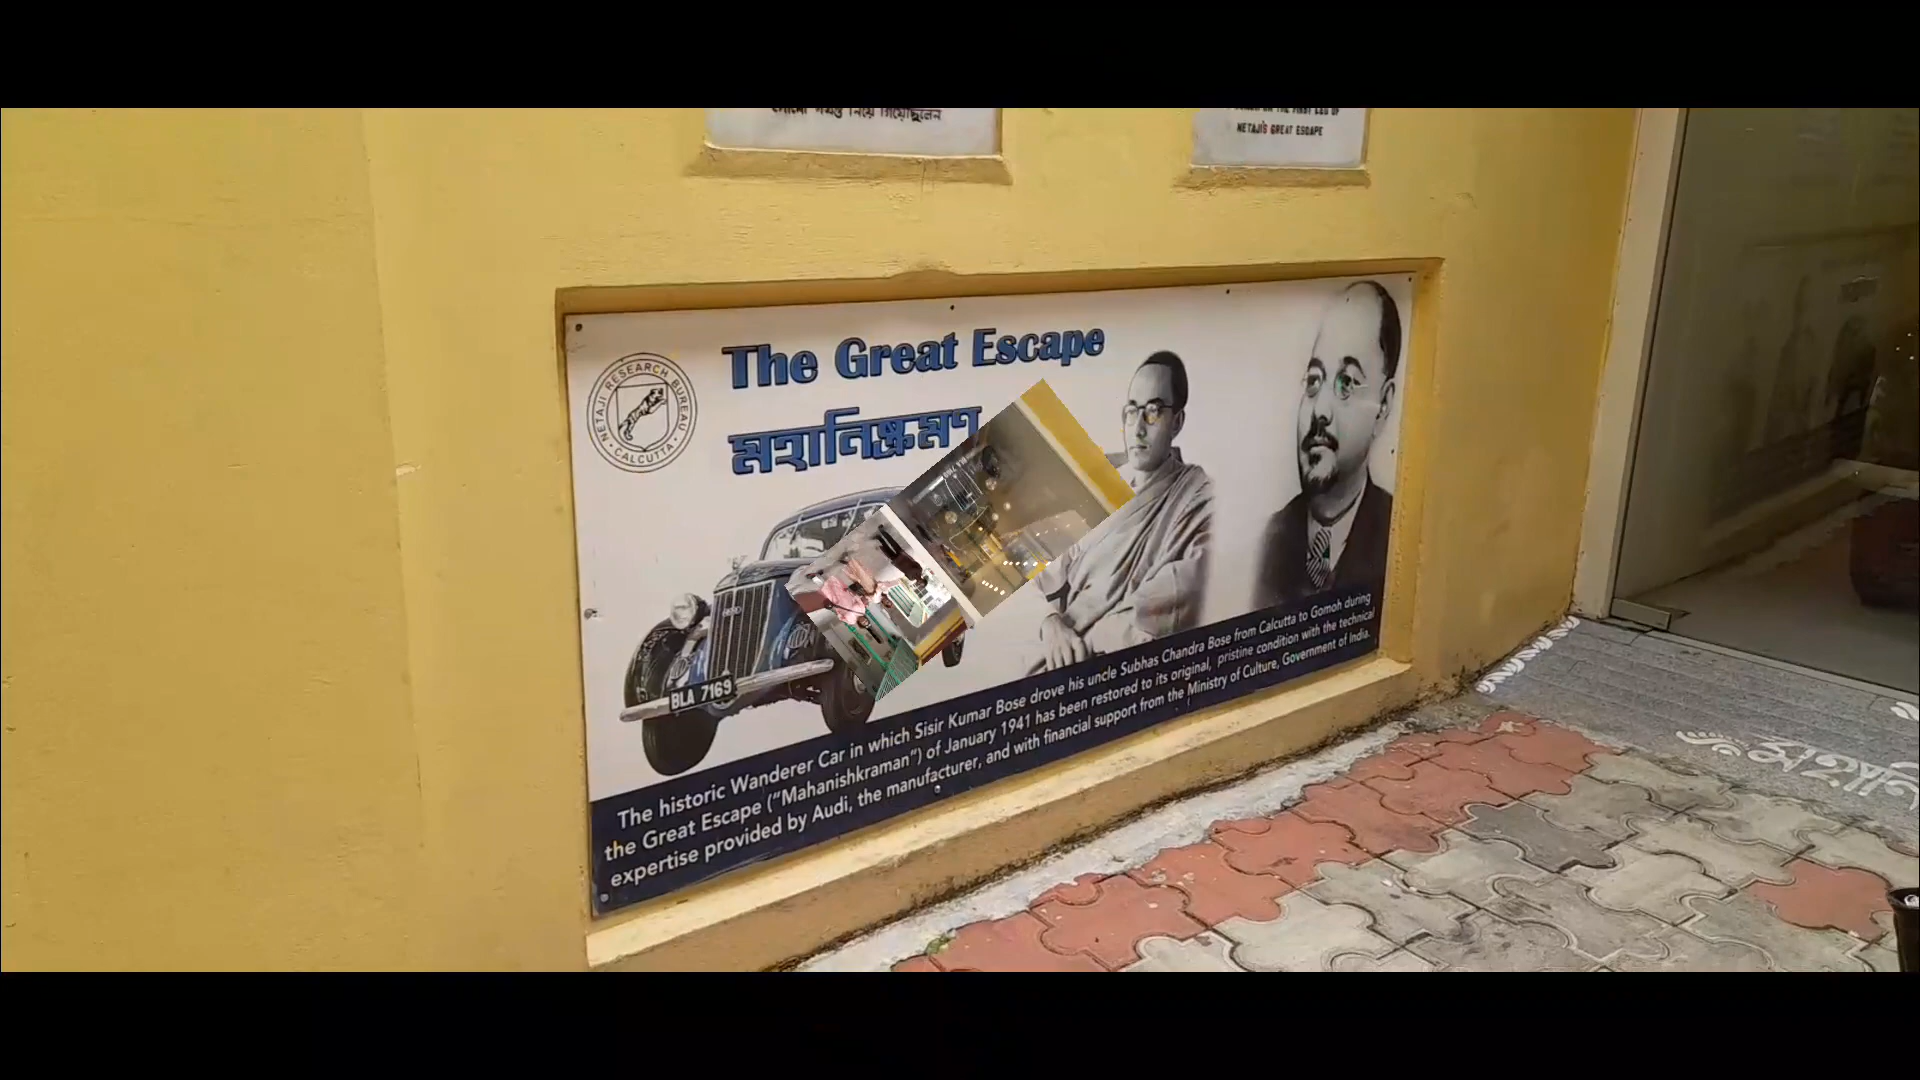 NETAJI'S GREAT ESCAPE
The Great Escape
মহানিষ্ক্রমণ
NETAJI RESEARCH BUREAU
CALCUTTA
BLA 7169
The historic Wanderer Car in which Sisir Kumar Bose drove his uncle Subhas Chandra Bose from Calcutta to Gomoh during
the Great Escape ("Mahanishkraman") of January 1941 has been restored to its original, pristine condition with the technical
expertise provided by Audi, the manufacturer, and with financial support from the Ministry of Culture, Government of India.